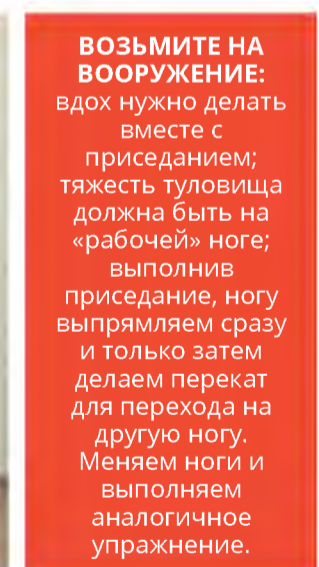 ВОЗЬМИТЕ НА
ВООРУЖЕНИЕ:
вдох нужно делать
вместе с
приседанием;
тяжесть туловища
должна быть на
«рабочей» ноге;
выполнив
приседание, ногу
выпрямляем сразу
и только затем
делаем перекат
для перехода на
другую ногу.
Меняем ноги и
выполняем
аналогичное
упражнение.